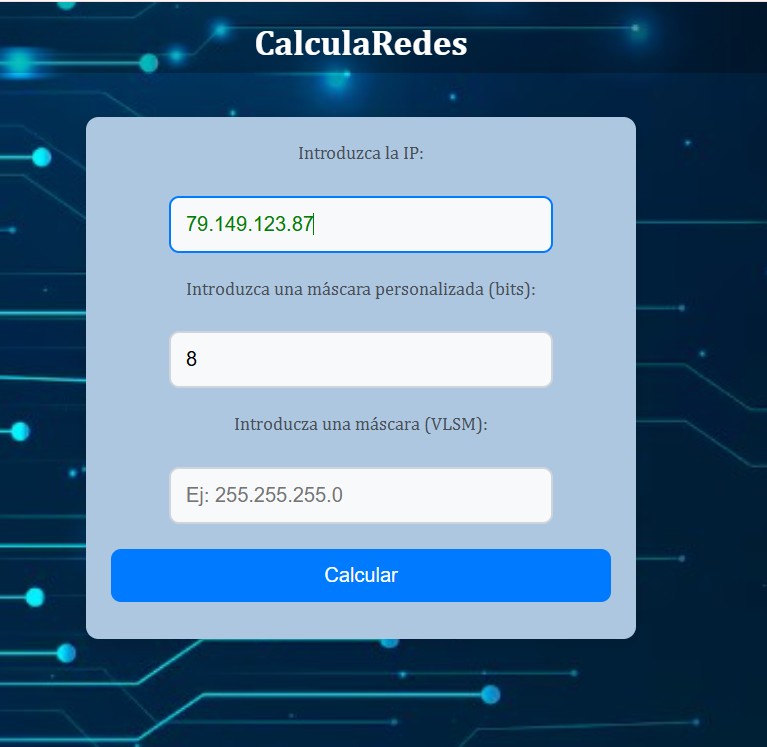 CalculaRedes
Introduzca la IP:
79.149.123.87
Introduzca una máscara personalizada (bits):
8
Introducza una máscara (VLSM):
Ej: 255.255.255.0
Calcular